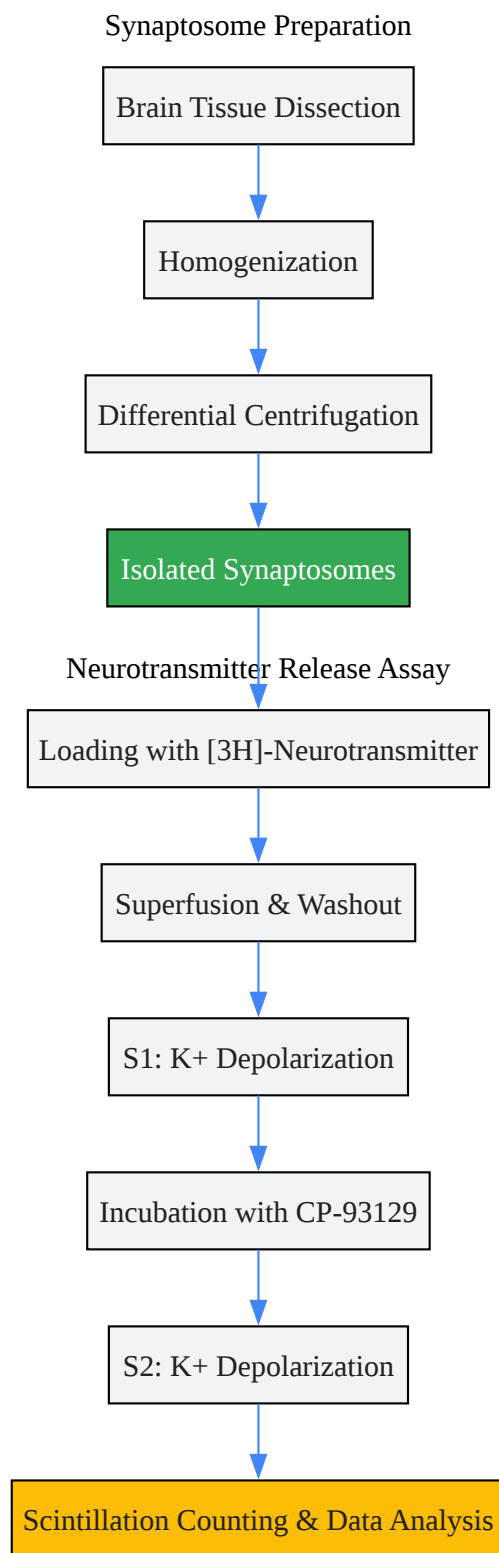 Synaptosome Preparation
Brain Tissue Dissection
Homogenization
Differential Centrifugation
Isolated Synaptosomes
Neurotransmitter Release Assay
Loading with [3H]-Neurotransmitter
Superfusion & Washout
S1: K+ Depolarization
Incubation with CP-93129
S2: K+ Depolarization
Scintillation Counting & Data Analysis